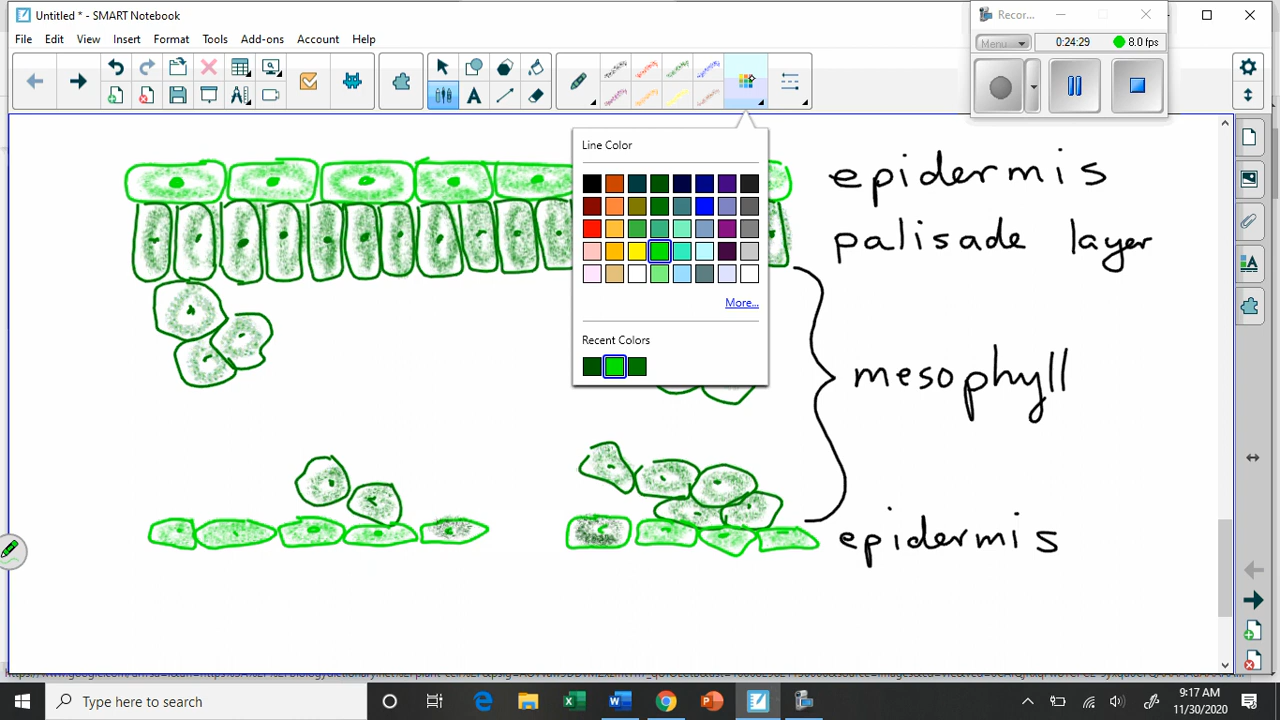 Untitled * - SMART Notebook
Recor...
File Edit View Insert Format Tools Add-ons Account Help
Menu
0:24:29
8.0 fps
Line Color
More...
Recent Colors
epidermis
palisade layer
mesophyll
epidermis
Type here to search
9:17 AM
11/30/2020